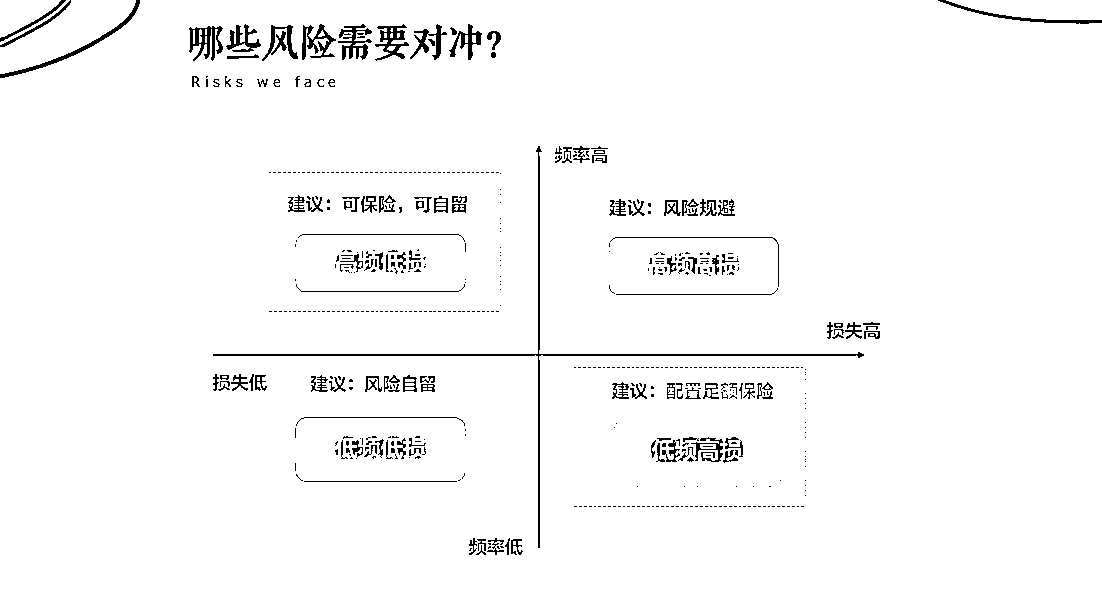 哪些风险需要对冲?
Risks we face
频率高
建议：可保险，可自留
高频低损
建议：风险规避
高频高损
损失高
损失低
建议：风险自留
低频低损
建议：配置足额保险
低频高损
频率低